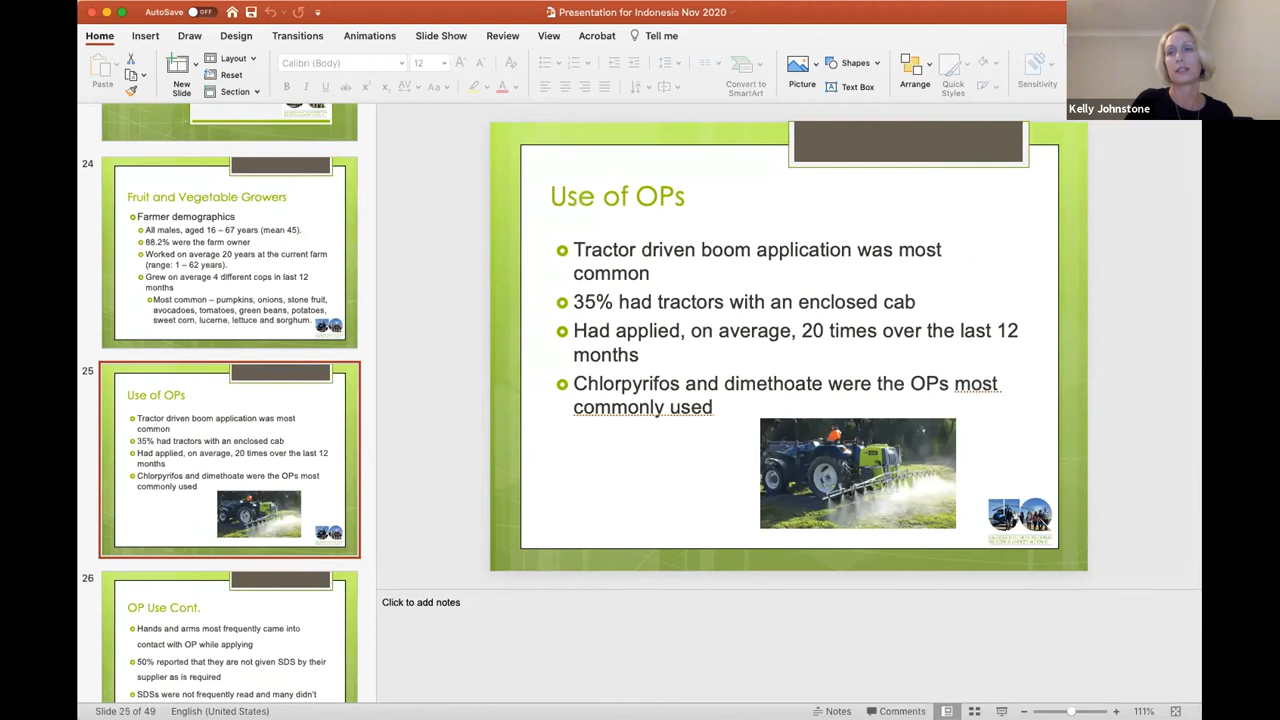 AutoSave OFF
Presentation for Indonesia Nov 2020
Home Insert Draw Design Transitions Animations Slide Show Review View Acrobat Tell me
Paste
New
Slide
Layout
Reset
Section
Calibri (Body) 12
B I U
Aa
A
Convert to
SmartArt
Picture
Shapes
Text Box
Arrange
Quick
Styles
Sensitivity
Kelly Johnstone
24
Fruit and Vegetable Growers
Farmer demographics
All males, aged 16 – 67 years (mean 45).
88.2% were the farm owner
Worked on average 20 years at the current farm
(range: 1 – 62 years).
Grew on average 4 different cops in last 12
months
Most common – pumpkins, onions, stone fruit,
avocadoes, tomatoes, green beans, potatoes,
sweet corn, lucerne, lettuce and sorghum.
25
Use of OPs
Tractor driven boom application was most
common
35% had tractors with an enclosed cab
Had applied, on average, 20 times over the last 12
months
Chlorpyrifos and dimethoate were the OPs most
commonly used
26
OP Use Cont.
Hands and arms most frequently came into
contact with OP while applying
50% reported that they are not given SDS by their
supplier as is required
SDSs were not frequently read and many didn't
Use of OPs
Tractor driven boom application was most
common
35% had tractors with an enclosed cab
Had applied, on average, 20 times over the last 12
months
Chlorpyrifos and dimethoate were the OPs most
commonly used
Click to add notes
Slide 25 of 49 English (United States) Notes Comments 111%